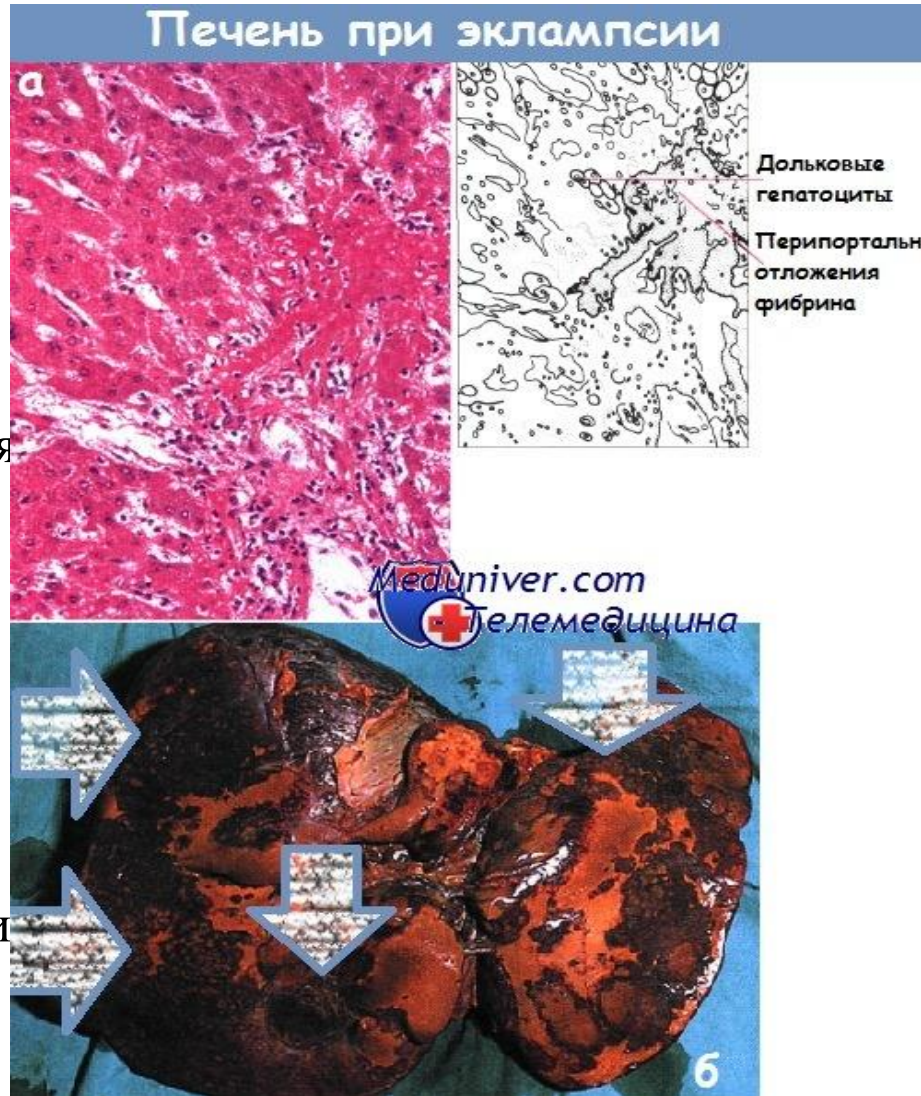 Печень при эклампсии
а
Дольковые
гепатоциты
Перипортальн
отложения
фибрина
я
Meduniver.com
Телемедицина
и
б